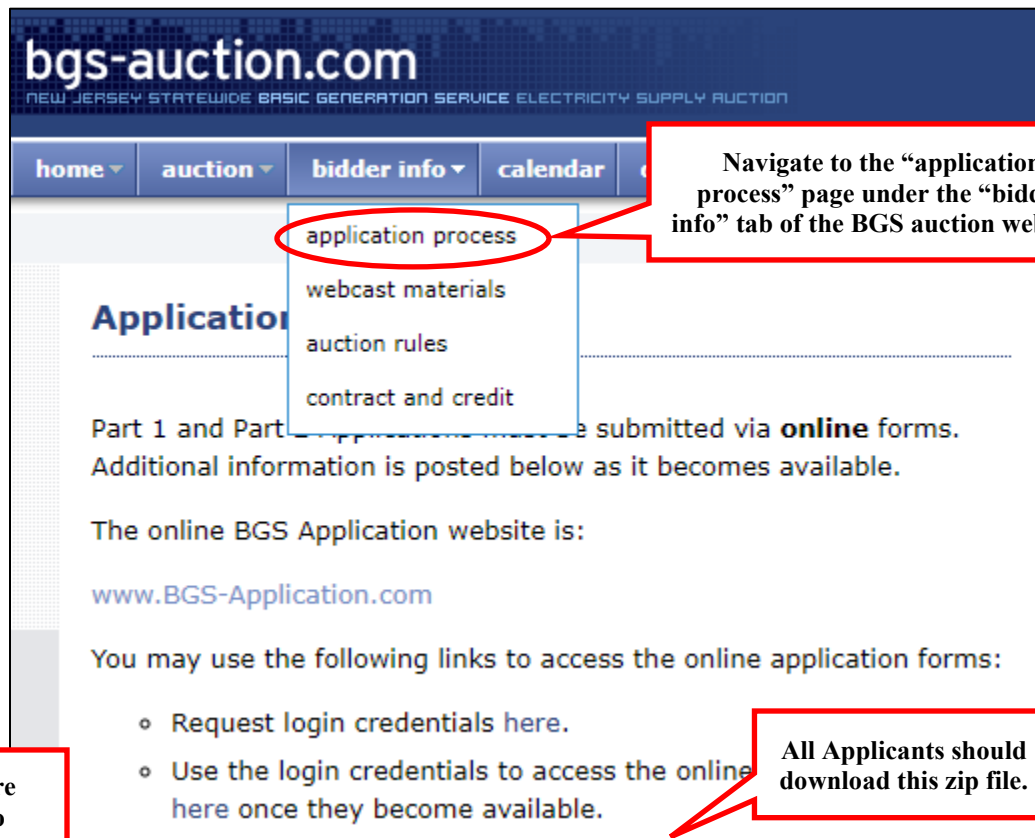 bgs-auction.com
NEW JERSEY STATEWIDE BASIC GENERATION SERVICE ELECTRICITY SUPPLY AUCTION
home auction bidder info calendar
Navigate to the “application
process” page under the
info” tab of the BGS auction
application process
webcast materials
auction rules
contract and credit
Part 1 and Part be submitted via online forms.
Additional information is posted below as it becomes available.
The online BGS Application website is:
www.BGS-Application.com
You may use the following links to access the online application forms:
Request login credentials here.
Use the login credentials to access the online
here once they become available.
All Applicants should
download this zip file.